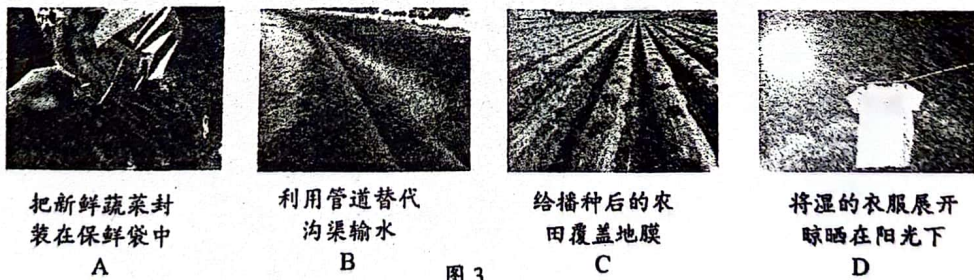 把新鲜蔬菜封
装在保鲜袋中
A
利用管道替代
沟渠输水
B
给播种后的农
田覆盖地膜
C
将湿的衣服展开
晾晒在阳光下
D
图 3